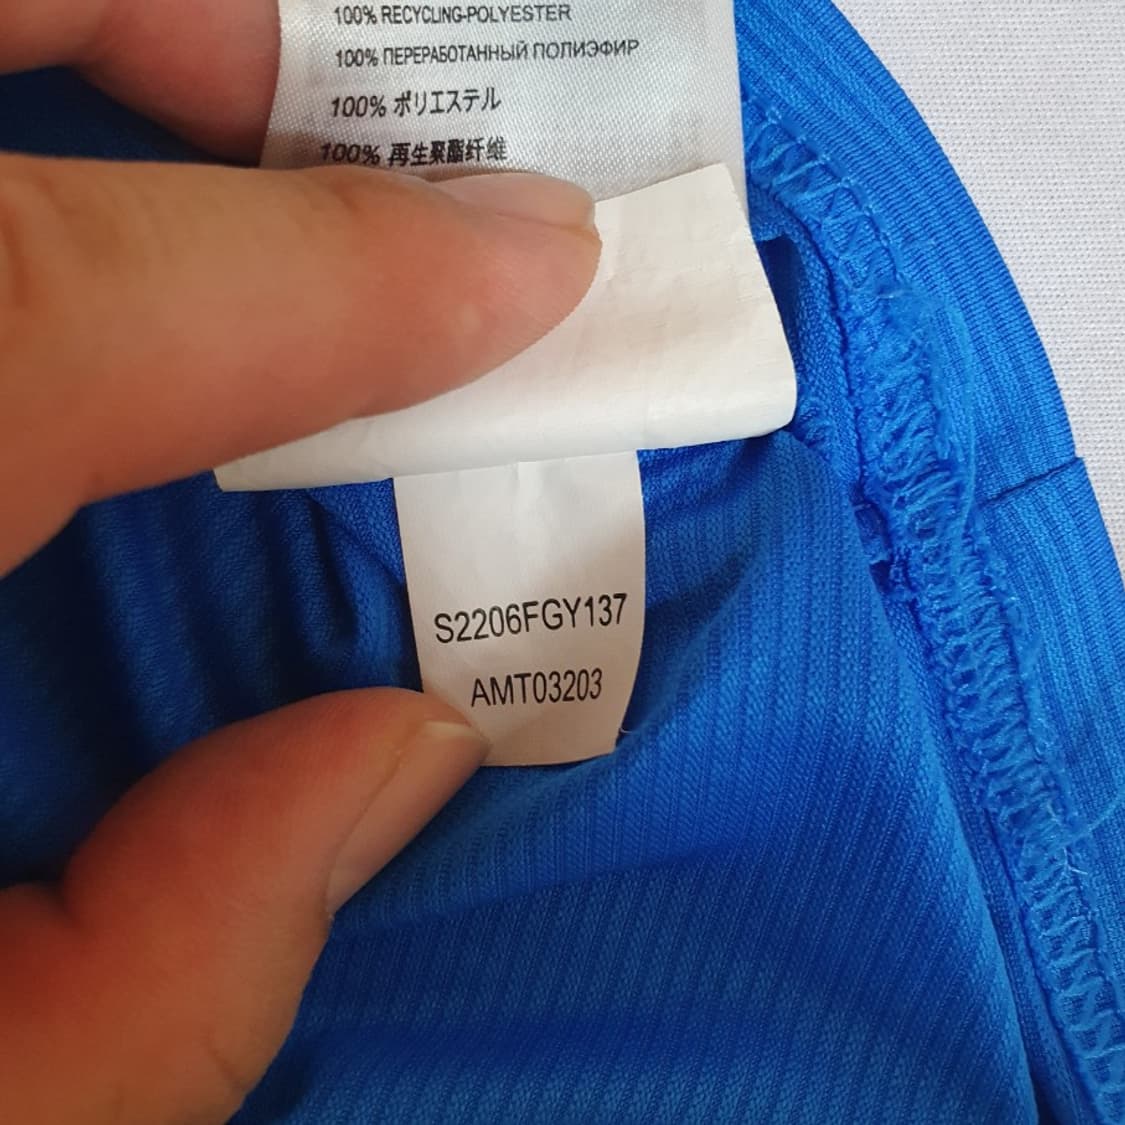 100% RECYCLING-POLYESTER
100% ПЕРЕРАБОТАННЫЙ ПОЛИЭФИР
100% ポリエステル
100% 再生聚酯纤维
S2206FGY137
AMT03203